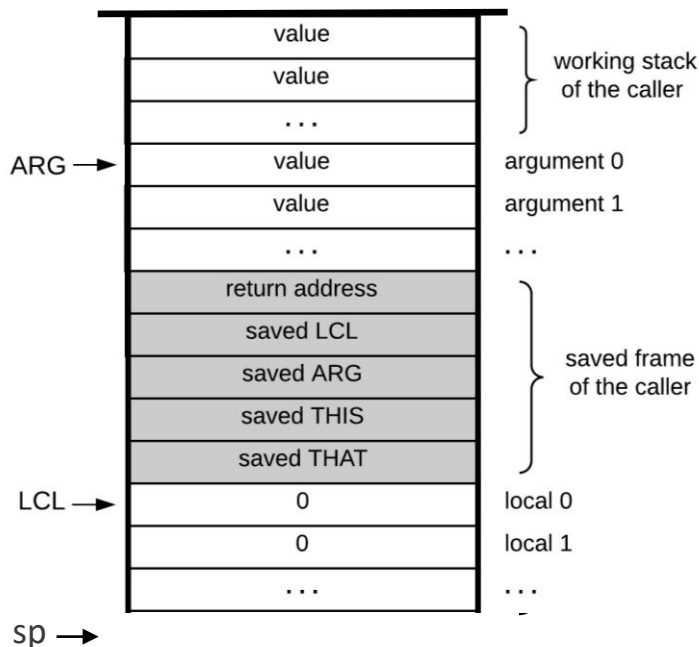 value
value
working stack
of the caller
...
ARG value argument 0
value argument 1
... ...
return address
saved LCL
saved ARG
saved frame
of the caller
saved THIS
saved THAT
LCL 0 local 0
0 local 1
... ...
sp